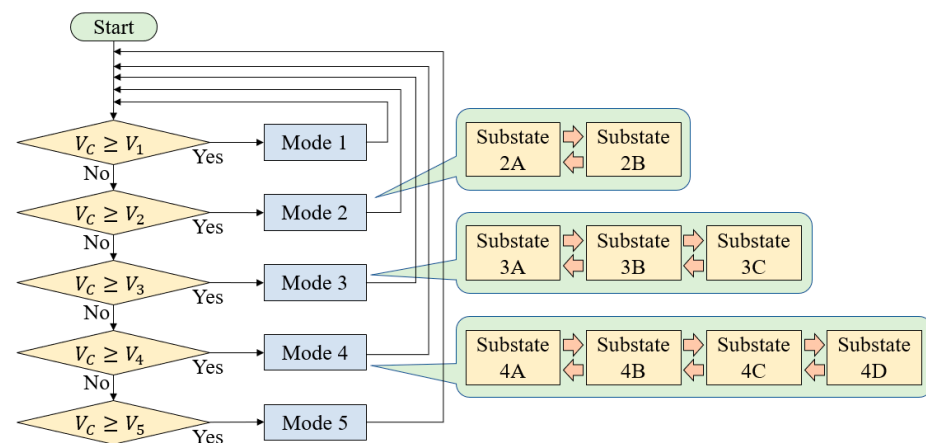 Start
V_C ≥ V_1
Yes
Mode 1
No
V_C ≥ V_2
Yes
Mode 2
No
V_C ≥ V_3
Yes
Mode 3
No
V_C ≥ V_4
Yes
Mode 4
No
V_C ≥ V_5
Yes
Mode 5
Substate
2A
Substate
2B
Substate
3A
Substate
3B
Substate
3C
Substate
4A
Substate
4B
Substate
4C
Substate
4D